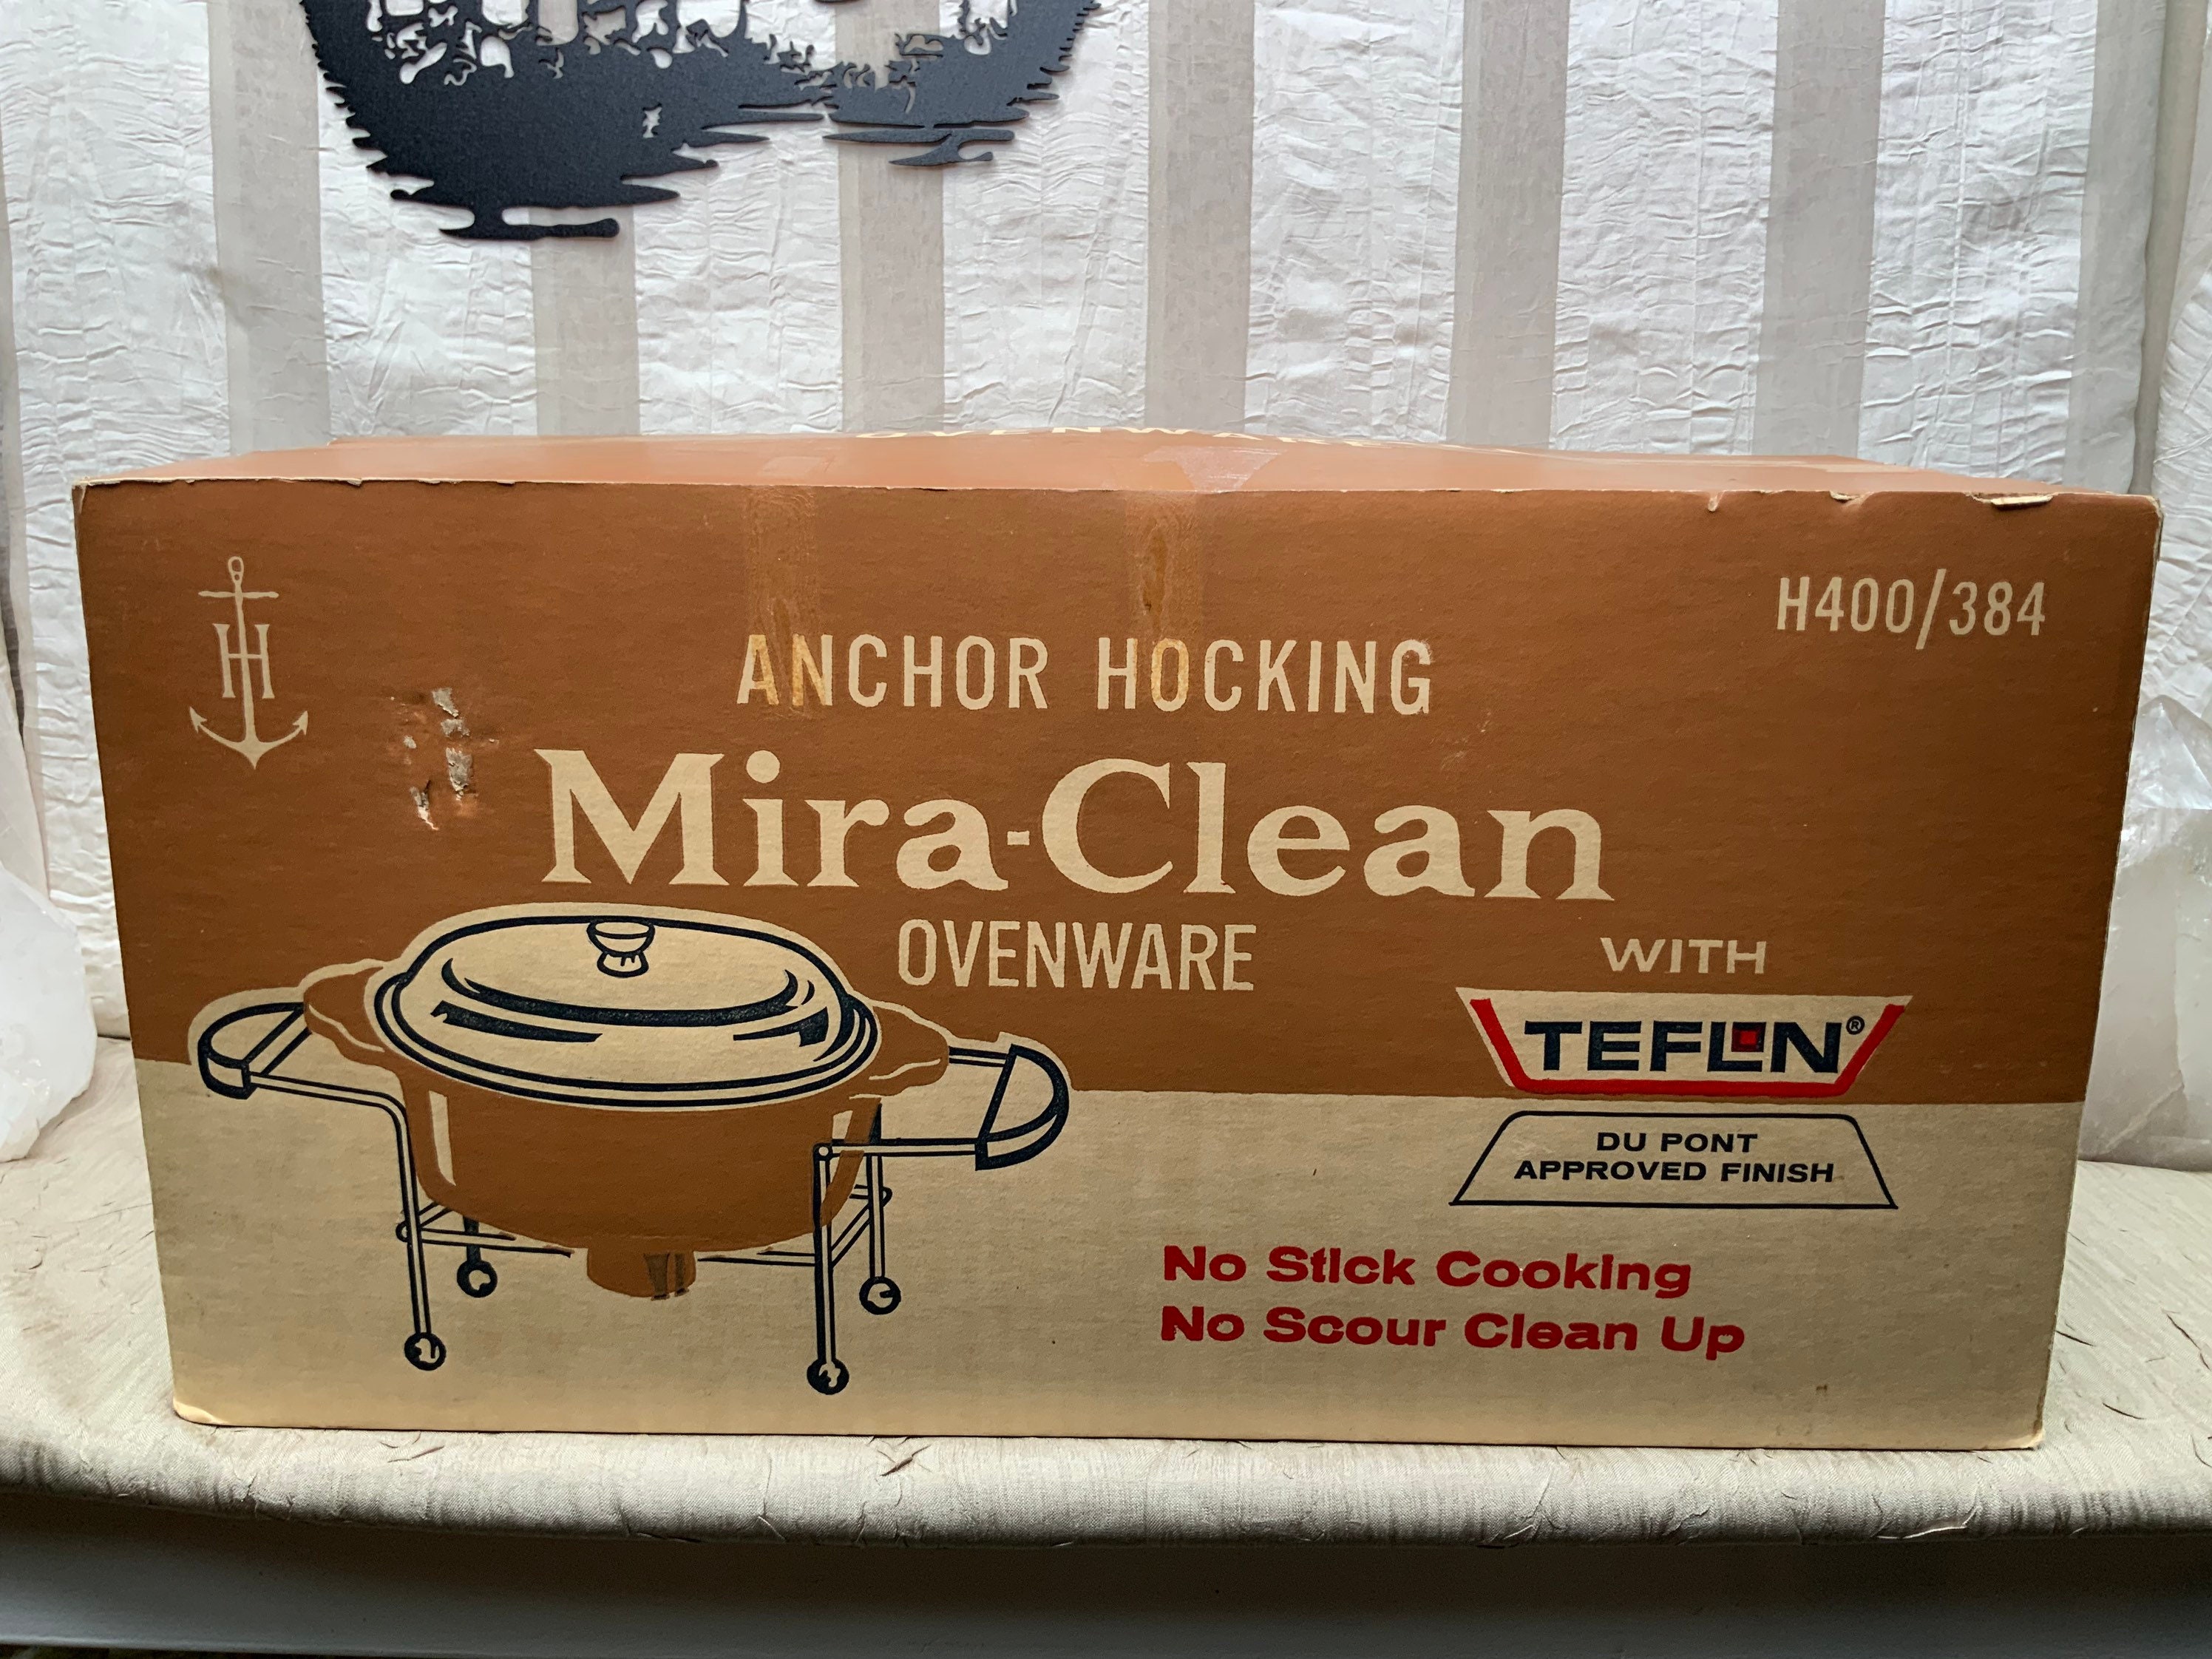 OVENWARE
H
H400/384
ANCHOR HOCKING
Mira-Clean
OVENWARE
WITH
TEFLON®
DU PONT
APPROVED FINISH
No Stick Cooking
No Scour Clean Up